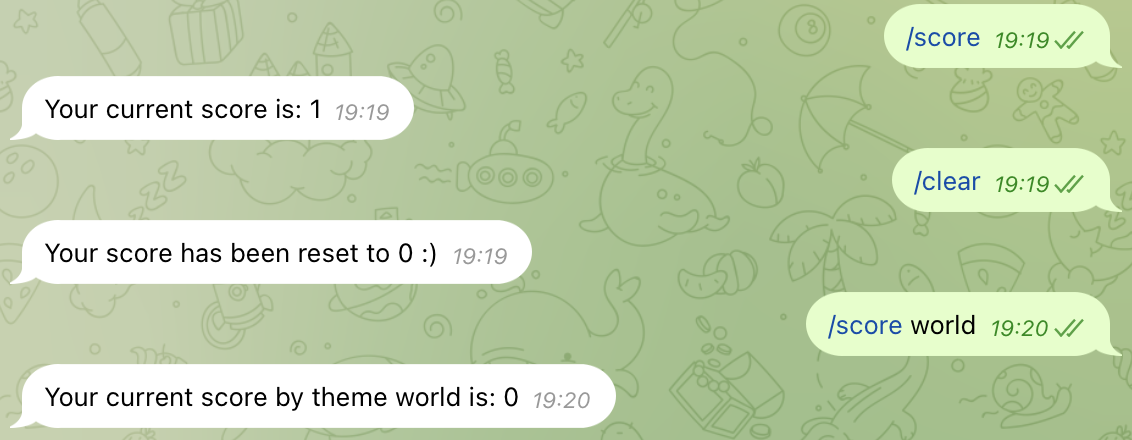 /score 19:19
Your current score is: 1 19:19
/clear 19:19
Your score has been reset to 0 :) 19:19
/score world 19:20
Your current score by theme world is: 0 19:20